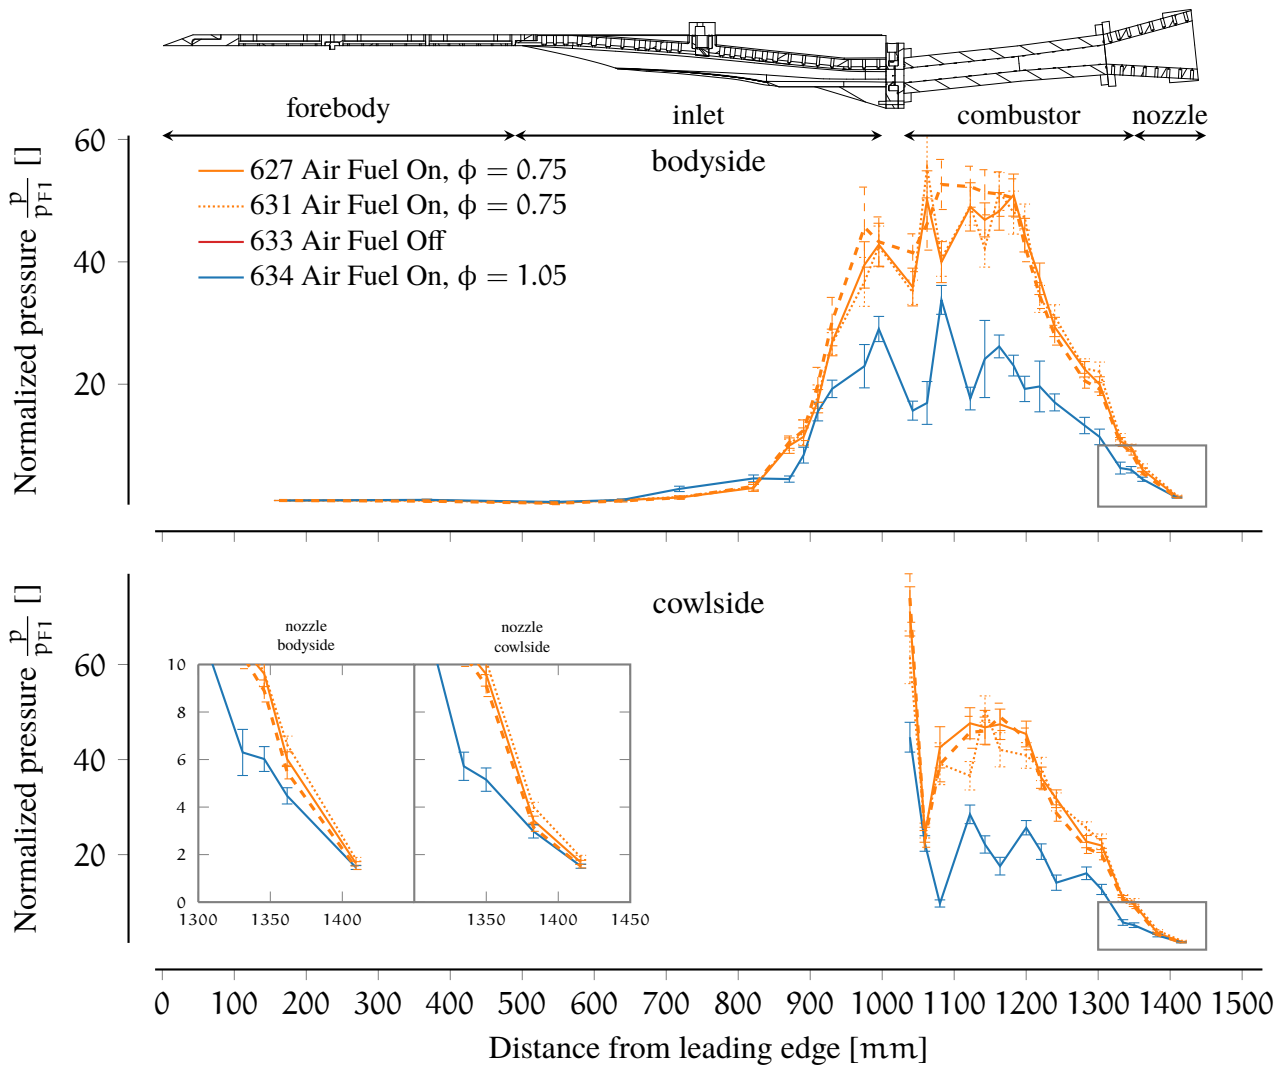 forebody
inlet
combustor
nozzle
bodyside
Normalized pressure p/pF1 []
60
40
20
627 Air Fuel On, ϕ = 0.75
631 Air Fuel On, ϕ = 0.75
633 Air Fuel Off
634 Air Fuel On, ϕ = 1.05
cowlside
Normalized pressure p/pF1 []
60
40
20
nozzle
bodyside
nozzle
cowlside
10
8
6
4
2
0
1300 1350 1400
1350 1400 1450
0 100 200 300 400 500 600 700 800 900 1000 1100 1200 1300 1400 1500
Distance from leading edge [mm]